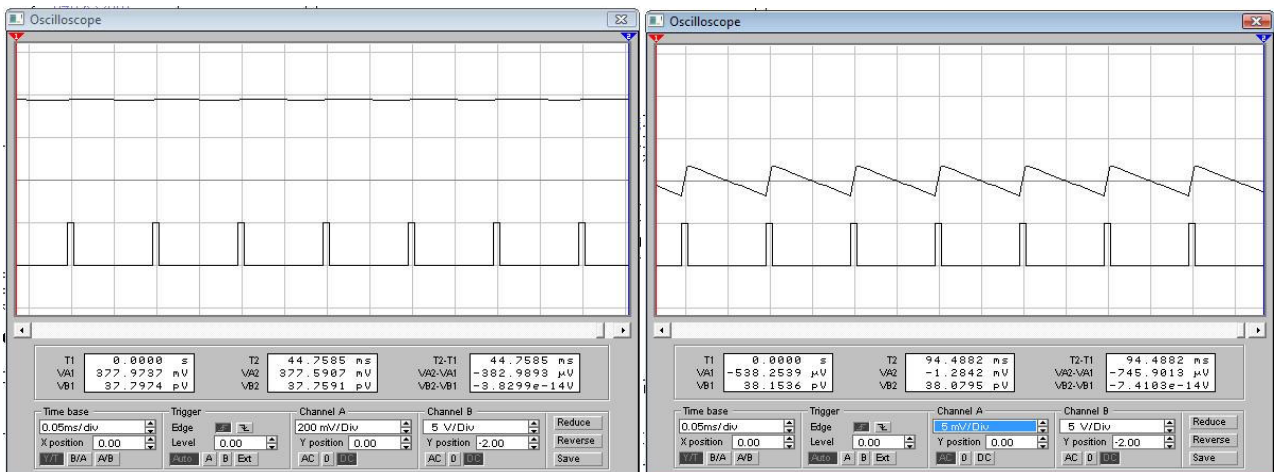 Oscilloscope
1
2
T1 0.0000 s
VA1 377.9737 mV
VB1 37.7974 pV
T2 44.7585 ms
VA2 377.5907 mV
VB2 37.7591 pV
T2-T1 44.7585 ms
VA2-VA1 -382.9893 µV
VB2-VB1 -3.8299e-14V
Time base
0.05ms/div
X position 0.00
Y/T B/A A/B
Trigger
Edge
Level 0.00
Auto A B Ext
Channel A
200 mV/Div
Y position 0.00
AC 0 DC
Channel B
5 V/Div
Y position -2.00
AC 0 DC
Reduce
Reverse
Save
Oscilloscope
1
2
T1 0.0000 s
VA1 -538.2539 µV
VB1 38.1536 pV
T2 94.4882 ms
VA2 -1.2842 mV
VB2 38.0795 pV
T2-T1 94.4882 ms
VA2-VA1 -745.9013 µV
VB2-VB1 -7.4103e-14V
Time base
0.05ms/div
X position 0.00
Y/T B/A A/B
Trigger
Edge
Level 0.00
Auto A B Ext
Channel A
5 mV/Div
Y position 0.00
AC 0 DC
Channel B
5 V/Div
Y position -2.00
AC 0 DC
Reduce
Reverse
Save